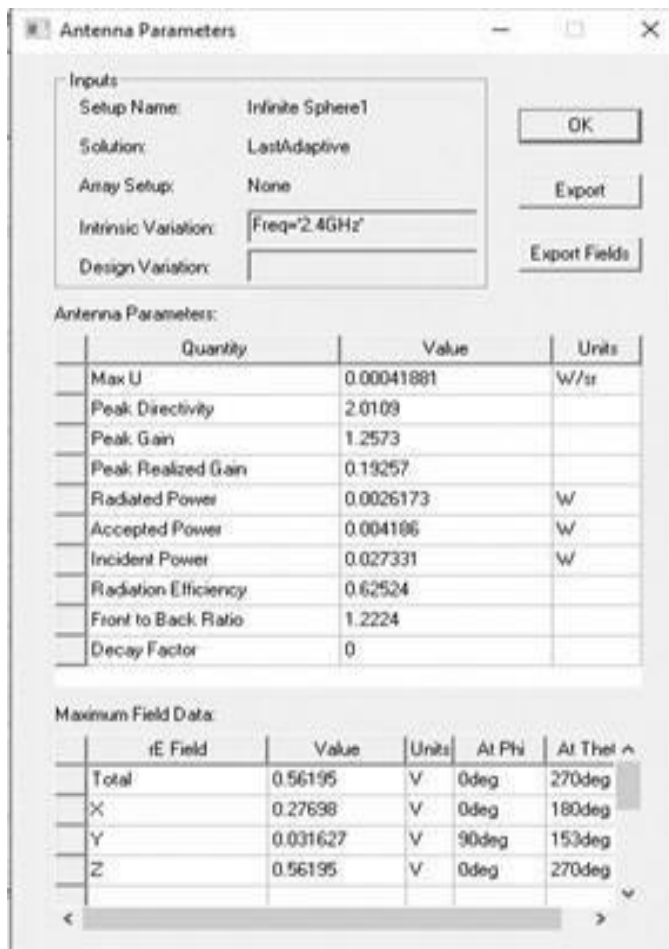 Antenna Parameters
Inputs
Setup Name: Infinite Sphere1
OK
Solution: LastAdaptive
Array Setup: None
Export
Intrinsic Variation: Freq='2.4GHz'
Export Fields
Design Variation:
Antenna Parameters:
Quantity Value Units
Max U 0.00041881 W/sr
Peak Directivity 2.0109
Peak Gain 1.2573
Peak Realized Gain 0.19257
Radiated Power 0.0026173 W
Accepted Power 0.004186 W
Incident Power 0.027331 W
Radiation Efficiency 0.62524
Front to Back Ratio 1.2224
Decay Factor 0
Maximum Field Data:
rE Field Value Units At Phi At Thet
Total 0.56195 V 0deg 270deg
X 0.27698 V 0deg 180deg
Y 0.031627 V 90deg 153deg
Z 0.56195 V 0deg 270deg